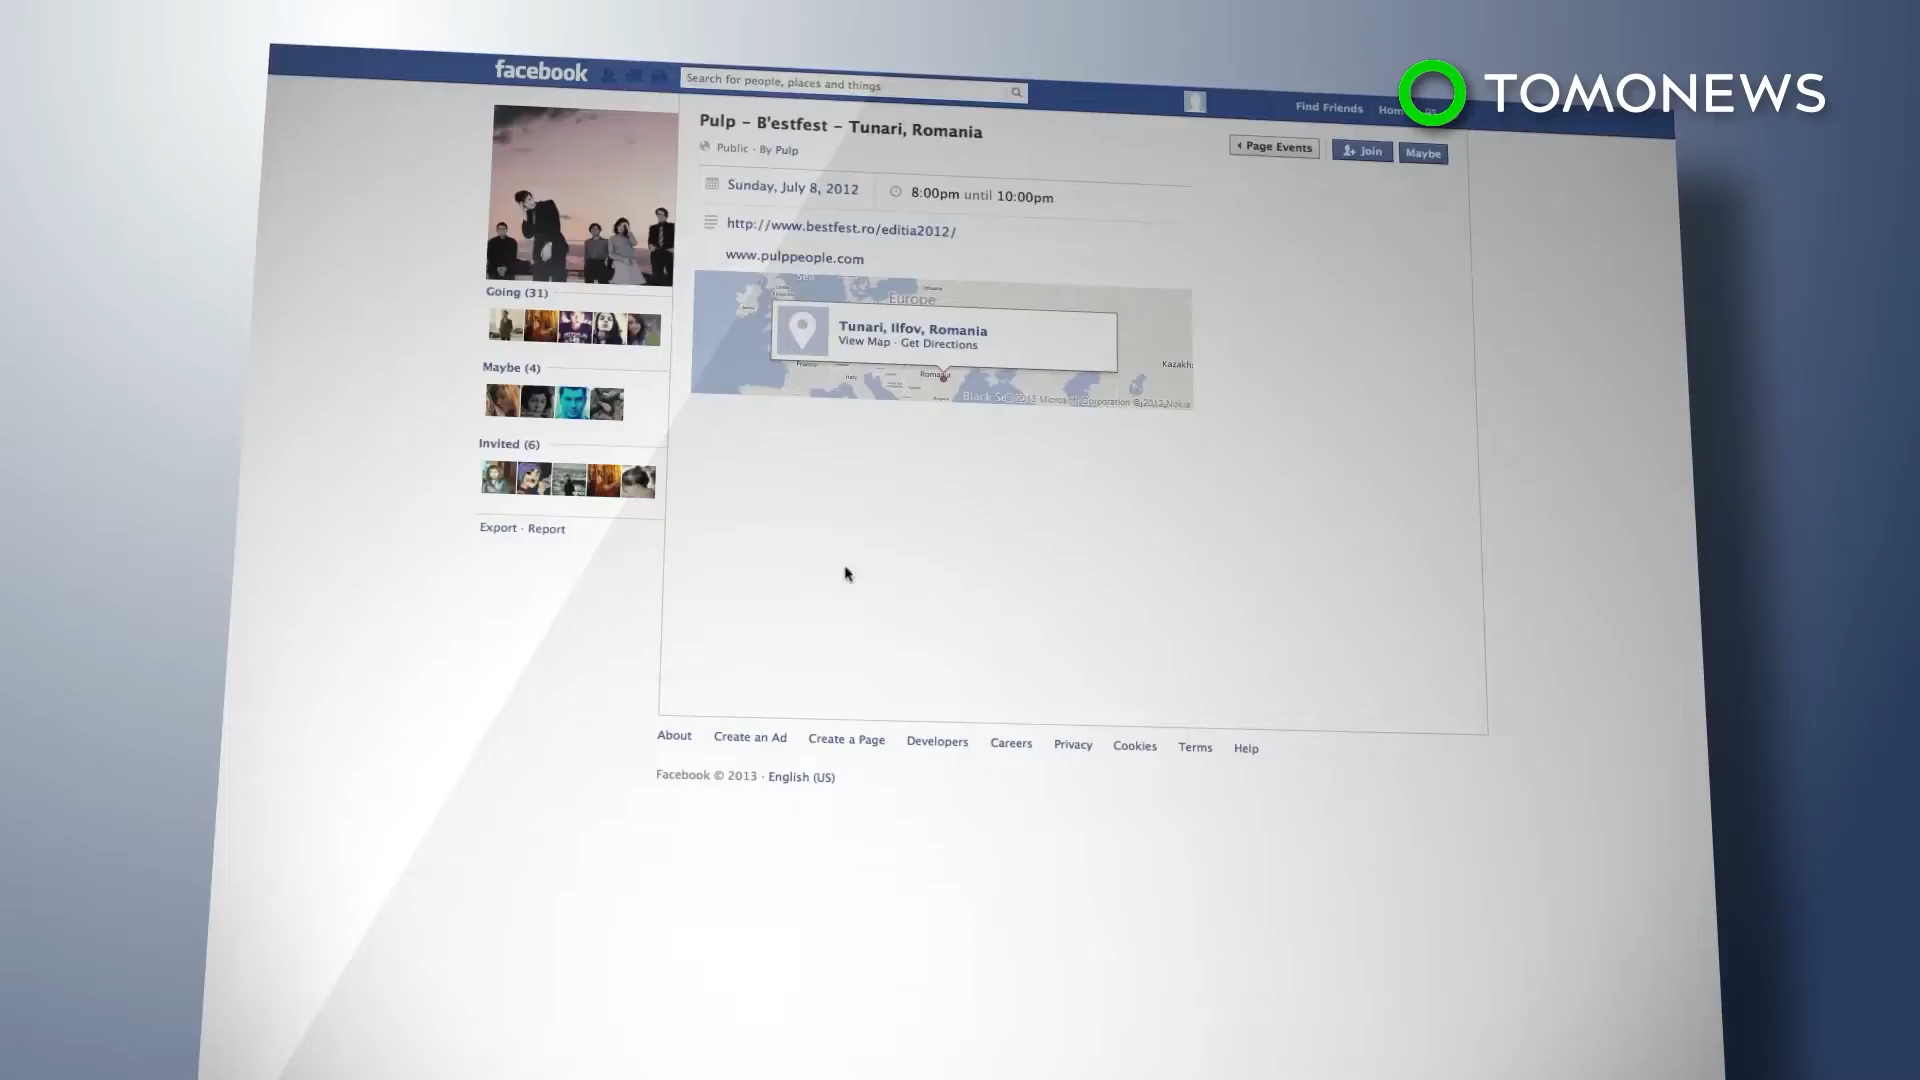 facebook
Search for people, places and things
Find Friends
TOMONEWS
Pulp – B'estfest – Tunari, Romania
Public · By Pulp
Page Events
Join
Maybe
Sunday, July 8, 2012
8:00pm until 10:00pm
http://www.bestfest.ro/editia2012/
www.pulppeople.com
Europe
Tunari, Ilfov, Romania
View Map · Get Directions
Romania
Italy
Going (31)
Maybe (4)
Invited (6)
Export · Report
About Create an Ad Create a Page Developers Careers Privacy Cookies Terms Help
Facebook © 2013 · English (US)